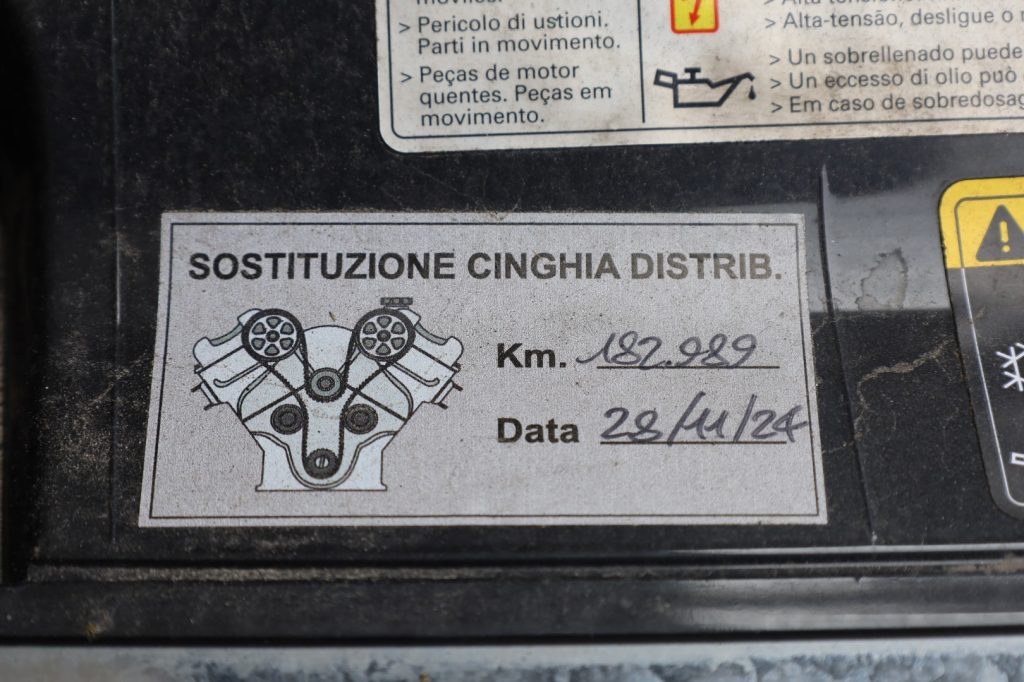 > Pericolo di ustioni.
Parti in movimento.
> Peças de motor
quentes. Peças em
movimento.
> Alta-tensão, desligue o
> Un sobrellenado puede
> Un eccesso di olio può
> Em caso de sobredosag
SOSTITUZIONE CINGHIA DISTRIB.
Km. 182.989
Data 28/11/24